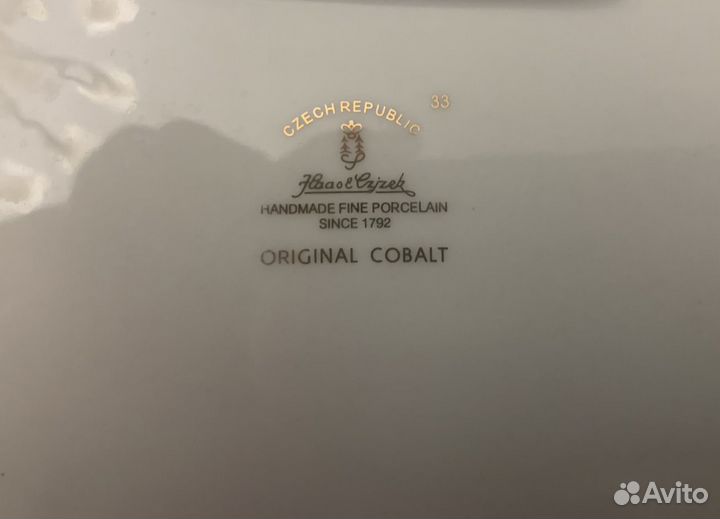 CZECH REPUBLIC 33
Haas & Czjzek
HANDMADE FINE PORCELAIN
SINCE 1792
ORIGINAL COBALT
Avito